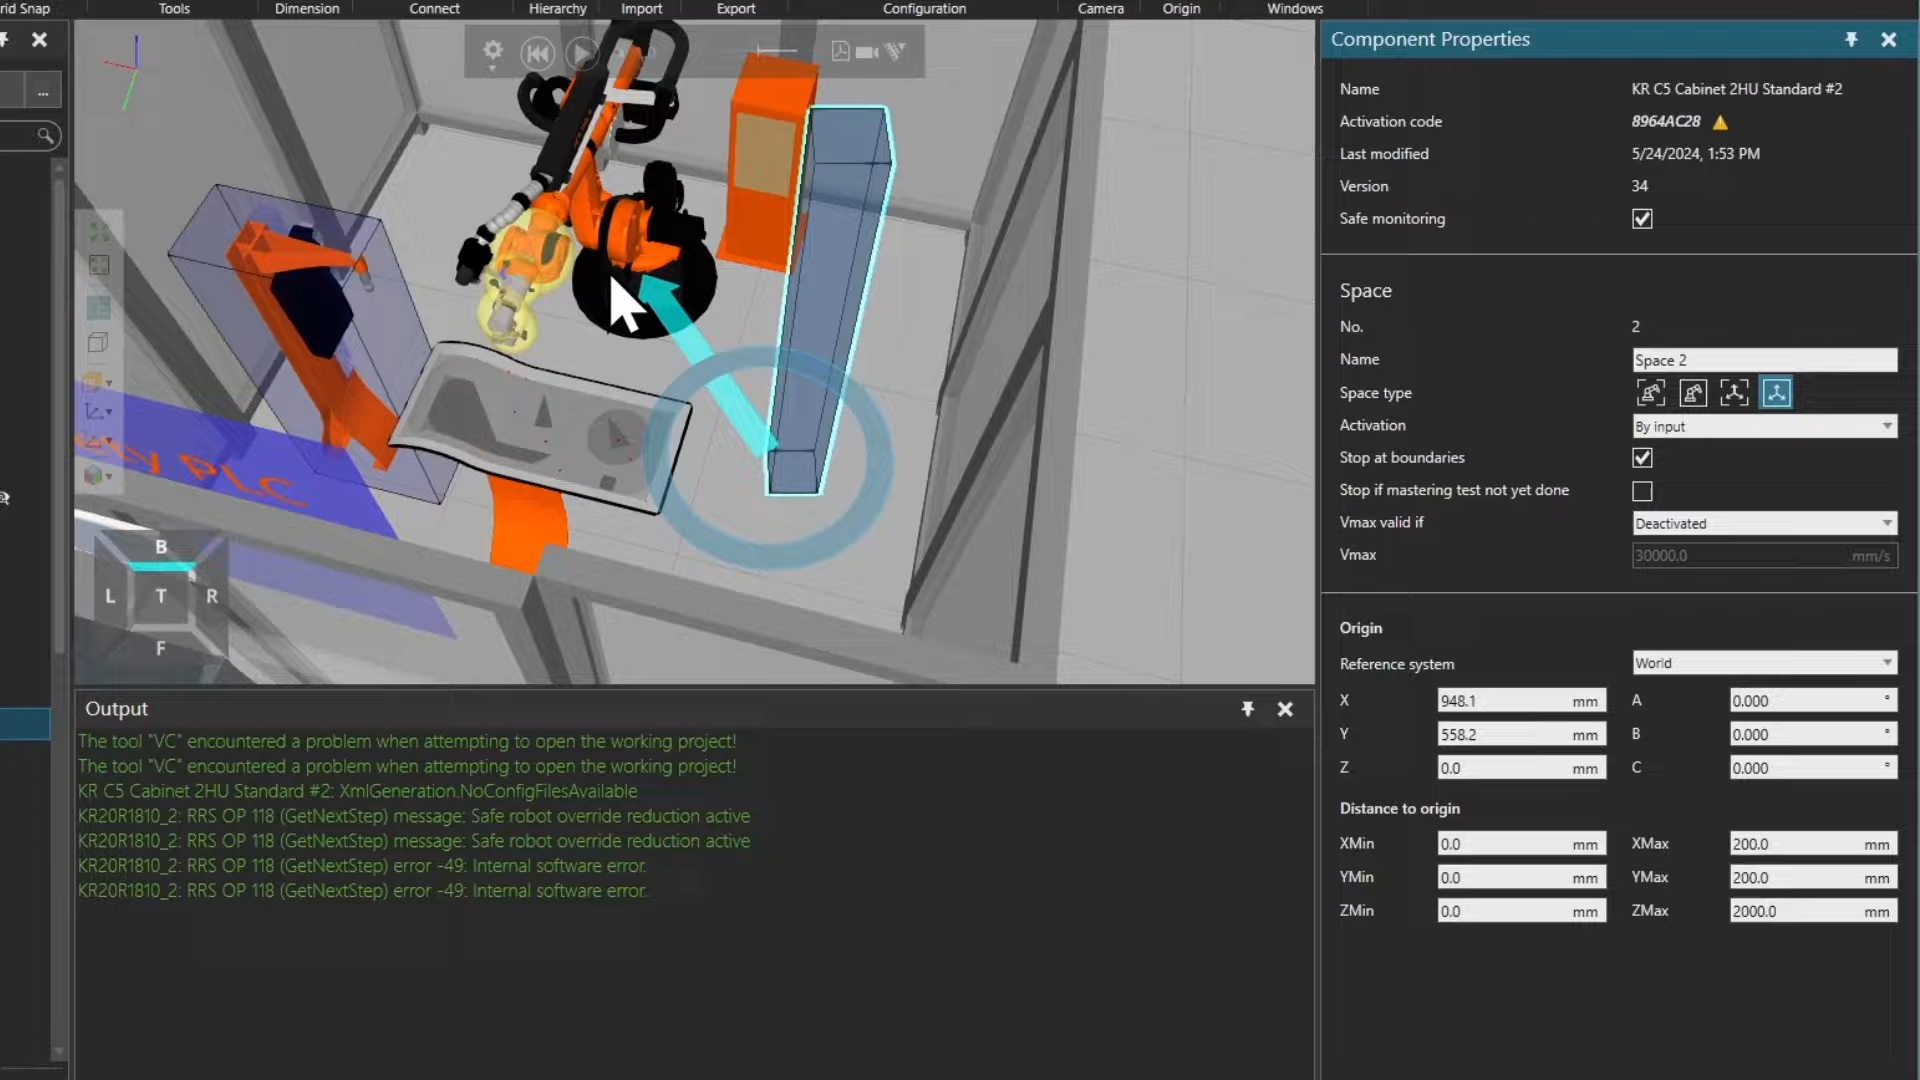 rid Snap
Tools
Dimension
Connect
Hierarchy
Import
Export
Configuration
Camera
Origin
Windows
...
B
L T R
F
PLC
Output
The tool "VC" encountered a problem when attempting to open the working project!
The tool "VC" encountered a problem when attempting to open the working project!
KR C5 Cabinet 2HU Standard #2: XmlGeneration.NoConfigFilesAvailable
KR20R1810_2: RRS OP 118 (GetNextStep) message: Safe robot override reduction active
KR20R1810_2: RRS OP 118 (GetNextStep) message: Safe robot override reduction active
KR20R1810_2: RRS OP 118 (GetNextStep) error -49: Internal software error.
KR20R1810_2: RRS OP 118 (GetNextStep) error -49: Internal software error.
Component Properties
Name KR C5 Cabinet 2HU Standard #2
Activation code 8964AC28
Last modified 5/24/2024, 1:53 PM
Version 34
Safe monitoring
Space
No. 2
Name Space 2
Space type
Activation By input
Stop at boundaries
Stop if mastering test not yet done
Vmax valid if Deactivated
Vmax 30000.0 mm/s
Origin
Reference system World
X 948.1 mm A 0.000 °
Y 558.2 mm B 0.000 °
Z 0.0 mm C 0.000 °
Distance to origin
XMin 0.0 mm XMax 200.0 mm
YMin 0.0 mm YMax 200.0 mm
ZMin 0.0 mm ZMax 2000.0 mm